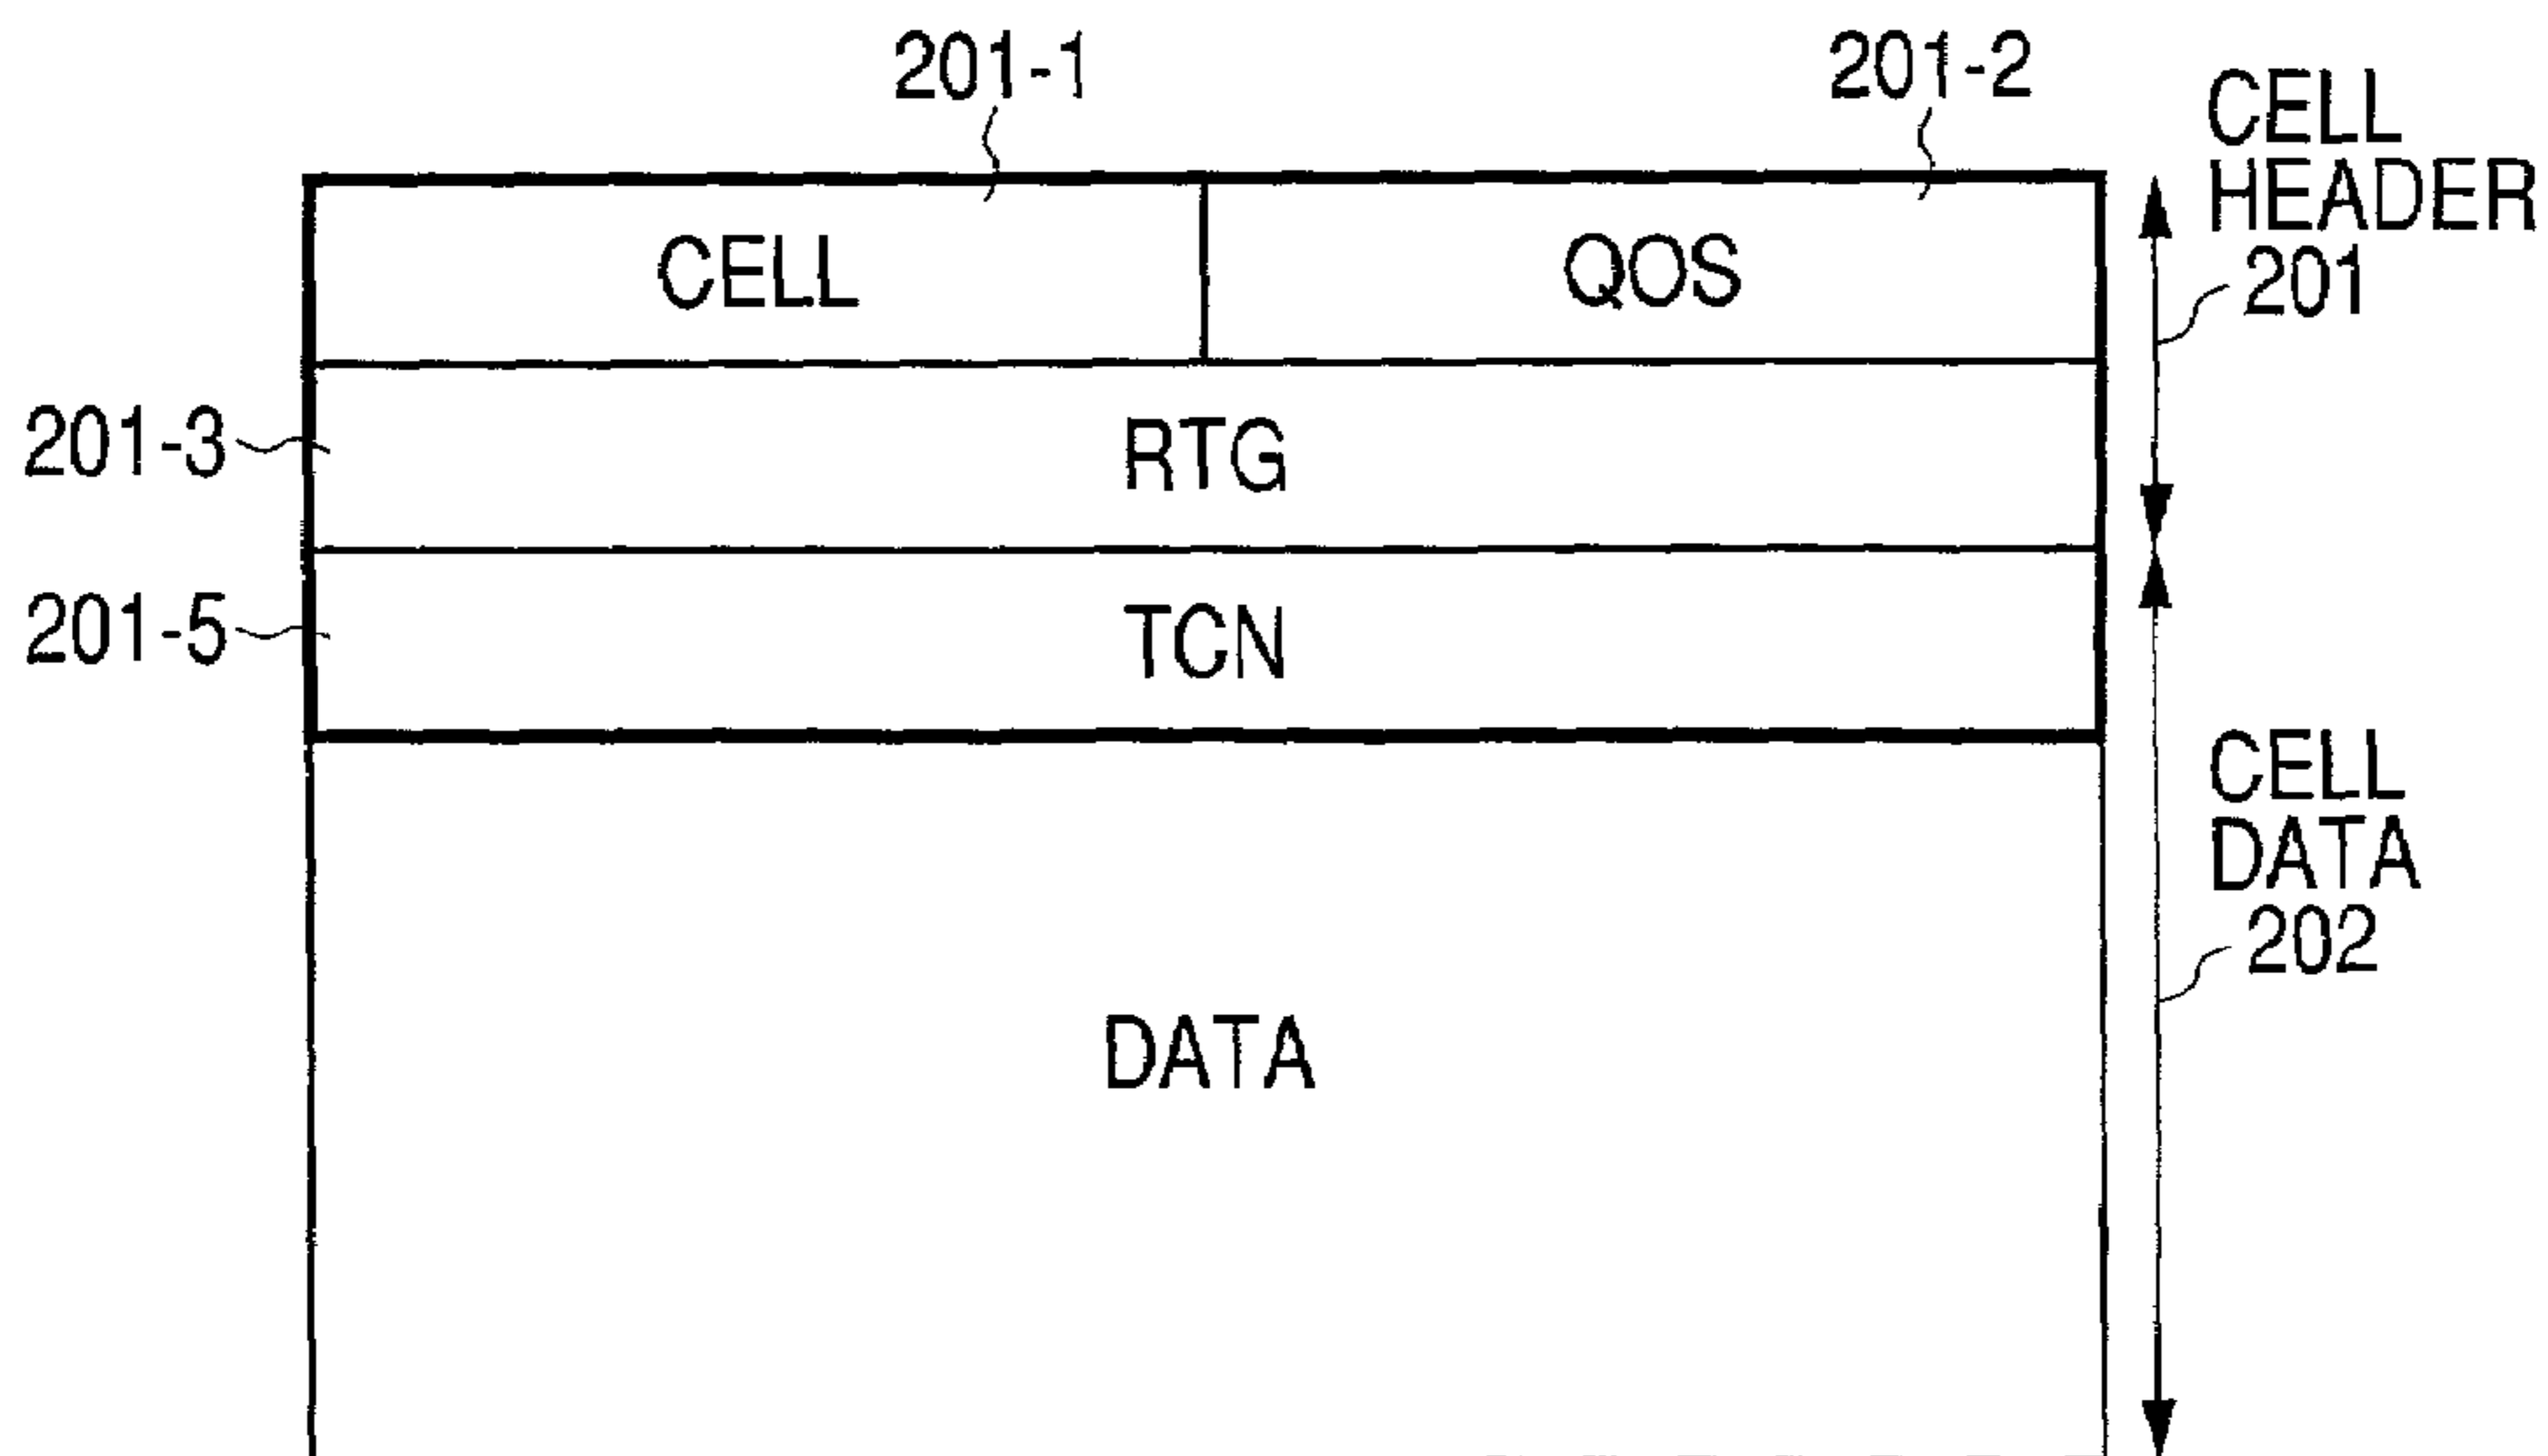 201-1
201-2
CELL
HEADER
201
CELL
QOS
201-3
RTG
201-5
TCN
CELL
DATA
202
DATA